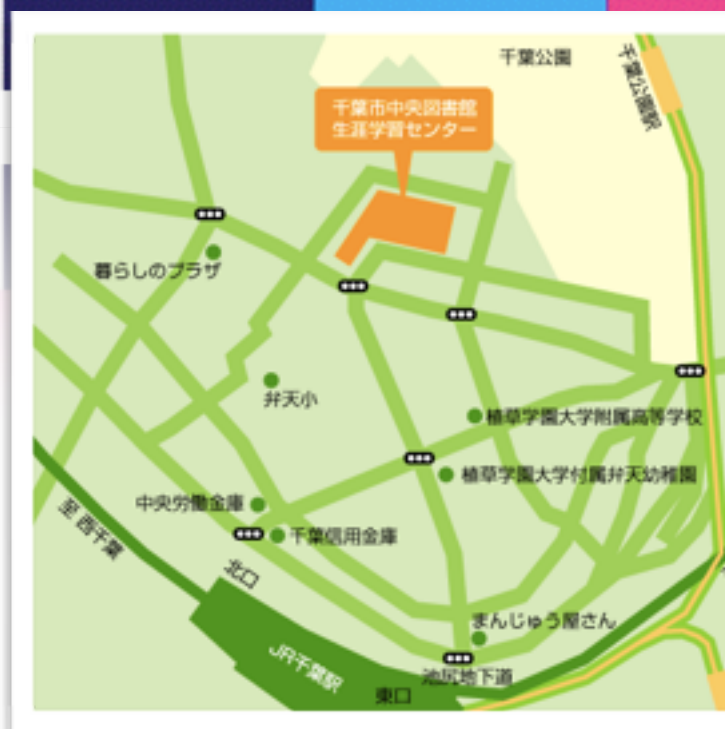 千葉公園
千葉公園駅
千葉市中央図書館
生涯学習センター
暮らしのプラザ
弁天小
植草学園大学附属高等学校
植草学園大学付属弁天幼稚園
中央労働金庫
千葉信用金庫
至 西千葉
北口
まんじゅう屋さん
JR千葉駅
池尻地下道
東口